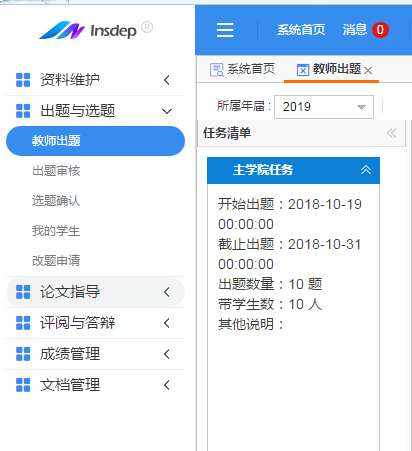 Insdep ®
系统首页 消息 0
资料维护
出题与选题
教师出题
出题审核
选题确认
我的学生
改题申请
论文指导
评阅与答辩
成绩管理
文档管理
系统首页 教师出题
所属年届： 2019
任务清单
主学院任务
开始出题：2018-10-19
00:00:00
截止出题：2018-10-31
00:00:00
出题数量：10 题
带学生数：10 人
其他说明：